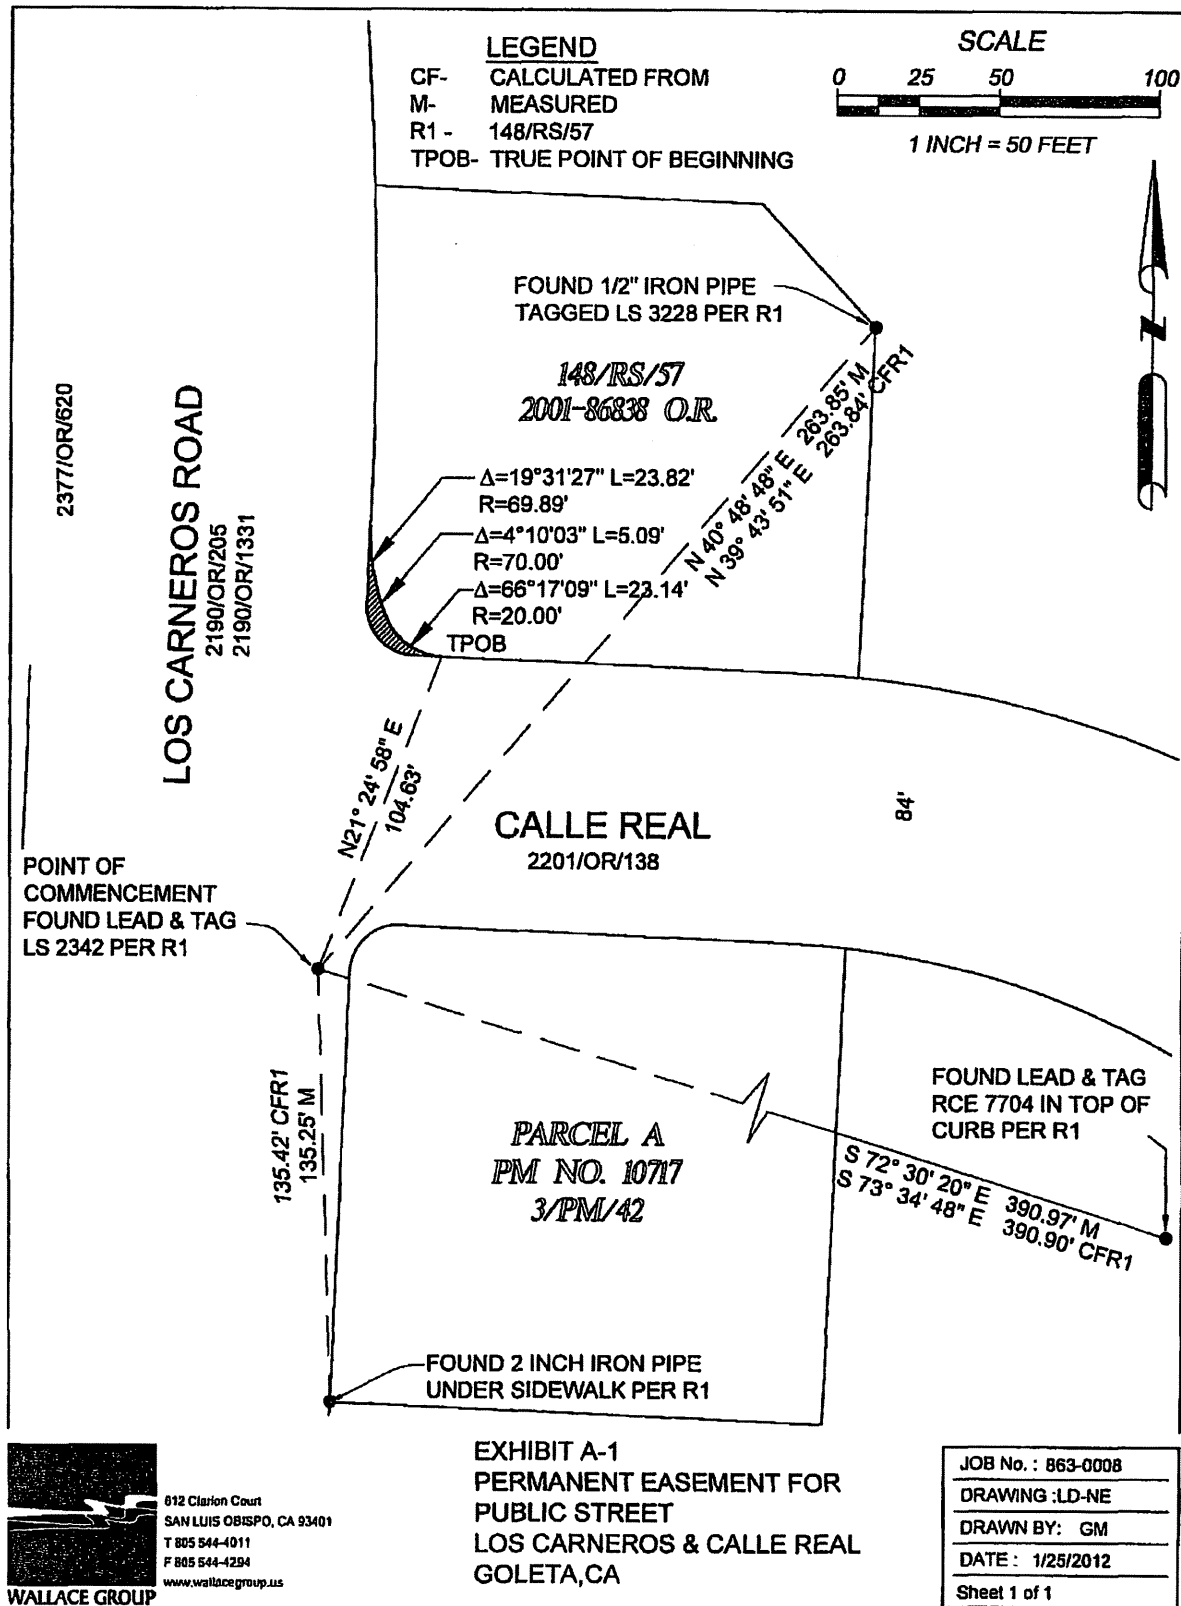 LEGEND
CF- CALCULATED FROM
M- MEASURED
R1 - 148/RS/57
TPOB- TRUE POINT OF BEGINNING
SCALE
0 25 50 100
1 INCH = 50 FEET
N
FOUND 1/2" IRON PIPE
TAGGED LS 3228 PER R1
148/RS/57
2001-86838 O.R.
N 40° 48' 48" E 263.85' M
N 39° 43' 51" E 263.84' CFR1
2377/OR/620
LOS CARNEROS ROAD
2190/OR/205
2190/OR/1331
Δ=19°31'27" L=23.82'
R=69.89'
Δ=4°10'03" L=5.09'
R=70.00'
Δ=66°17'09" L=23.14'
R=20.00'
TPOB
N21° 24' 58" E
104.63'
CALLE REAL
2201/OR/138
84'
POINT OF
COMMENCEMENT
FOUND LEAD & TAG
LS 2342 PER R1
135.42' CFR1
135.25' M
PARCEL A
PM NO. 10717
3/PM/42
FOUND LEAD & TAG
RCE 7704 IN TOP OF
CURB PER R1
S 72° 30' 20" E 390.97' M
S 73° 34' 48" E 390.90' CFR1
FOUND 2 INCH IRON PIPE
UNDER SIDEWALK PER R1
612 Clarion Court
SAN LUIS OBISPO, CA 93401
T 805 544-4011
F 805 544-4294
www.wallacegroup.us
WALLACE GROUP
EXHIBIT A-1
PERMANENT EASEMENT FOR
PUBLIC STREET
LOS CARNEROS & CALLE REAL
GOLETA,CA
JOB No. : 863-0008
DRAWING :LD-NE
DRAWN BY: GM
DATE : 1/25/2012
Sheet 1 of 1